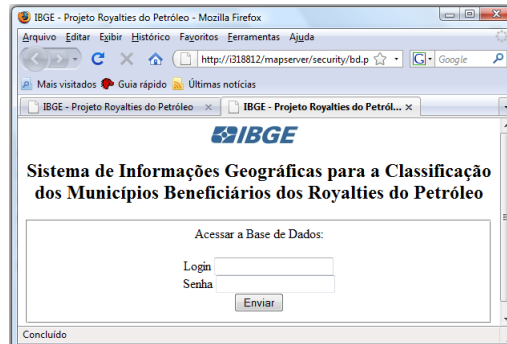 IBGE - Projeto Royalties do Petróleo - Mozilla Firefox
Arquivo Editar Exibir Histórico Favoritos Ferramentas Ajuda
http://i318812/mapserver/security/bd.p Google
Mais visitados Guia rápido Últimas notícias
IBGE - Projeto Royalties do Petróleo IBGE - Projeto Royalties do Petról...
IBGE
Sistema de Informações Geográficas para a Classificação
dos Municípios Beneficiários dos Royalties do Petróleo
Acessar a Base de Dados:
Login
Senha
Enviar
Concluído